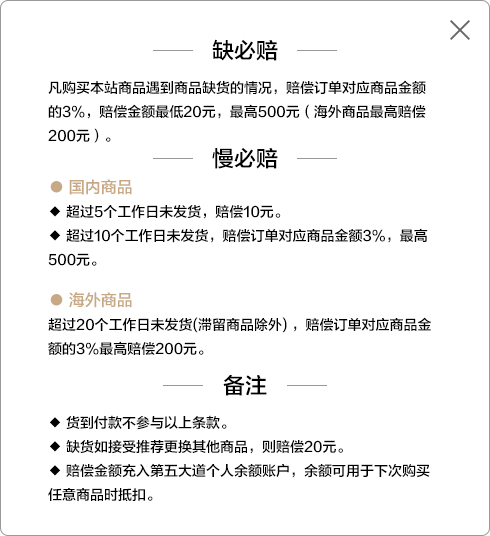 缺必赔
凡购买本站商品遇到商品缺货的情况，赔偿订单对应商品金额
的3%，赔偿金额最低20元，最高500元（海外商品最高赔偿
200元）。
慢必赔
● 国内商品
◆ 超过5个工作日未发货，赔偿10元。
◆ 超过10个工作日未发货，赔偿订单对应商品金额3%，最高
500元。
● 海外商品
超过20个工作日未发货(滞留商品除外)，赔偿订单对应商品金
额的3%最高赔偿200元。
备注
◆ 货到付款不参与以上条款。
◆ 缺货如接受推荐更换其他商品，则赔偿20元。
◆ 赔偿金额充入第五大道个人余额账户，余额可用于下次购买
任意商品时抵扣。